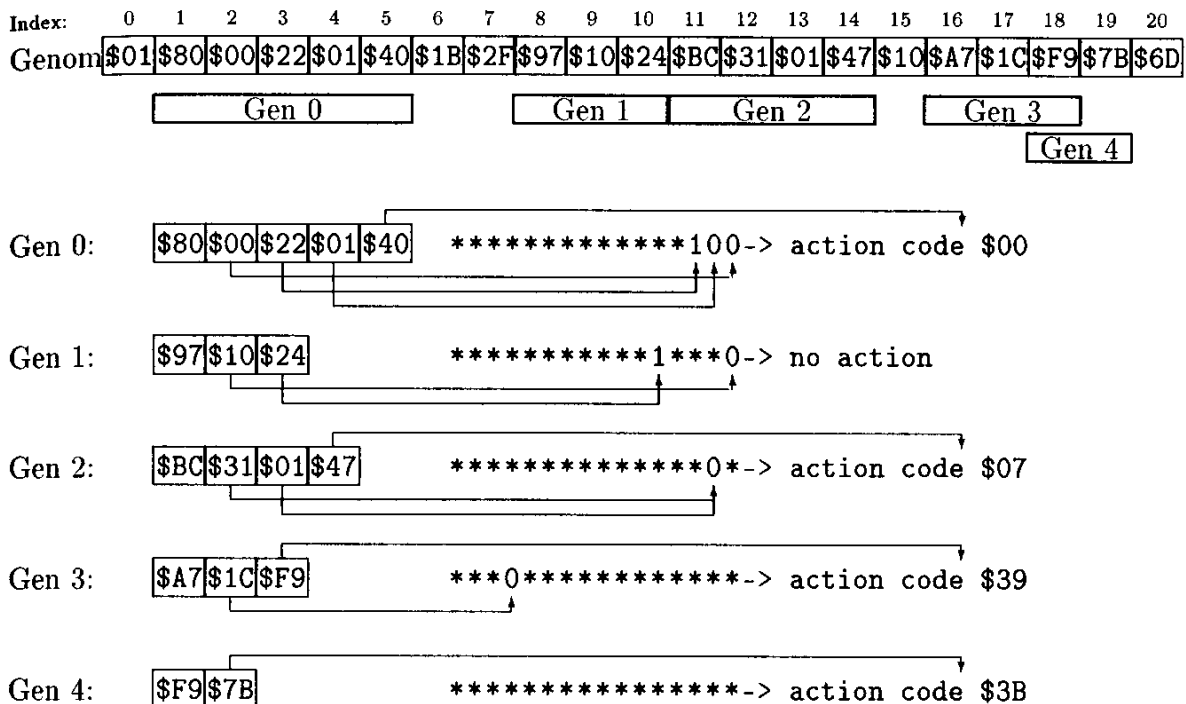 Index: 0 1 2 3 4 5 6 7 8 9 10 11 12 13 14 15 16 17 18 19 20
Genom $01 $80 $00 $22 $01 $40 $1B $2F $97 $10 $24 $BC $31 $01 $47 $10 $A7 $1C $F9 $7B $6D
Gen 0 Gen 1 Gen 2 Gen 3
Gen 4
Gen 0: $80 $00 $22 $01 $40 *************100-> action code $00
Gen 1: $97 $10 $24 ***********1***0-> no action
Gen 2: $BC $31 $01 $47 **************0*-> action code $07
Gen 3: $A7 $1C $F9 ***0************-> action code $39
Gen 4: $F9 $7B ****************-> action code $3B